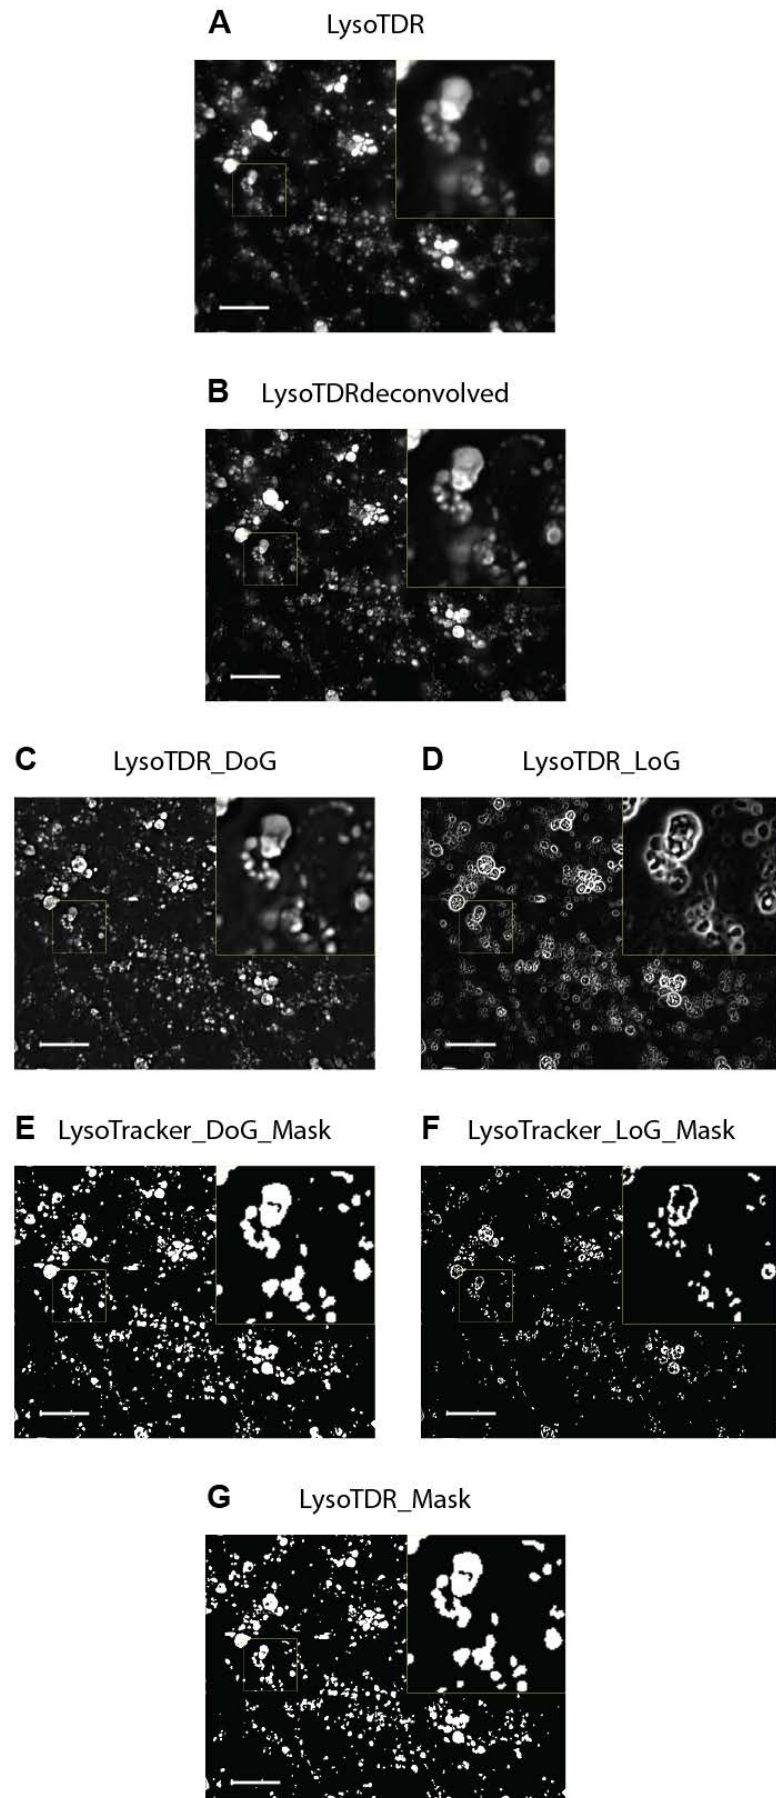 A LysoTDR
B LysoTDRdeconvolved
C LysoTDR_DoG
D LysoTDR_LoG
E LysoTracker_DoG_Mask
F LysoTracker_LoG_Mask
G LysoTDR_Mask